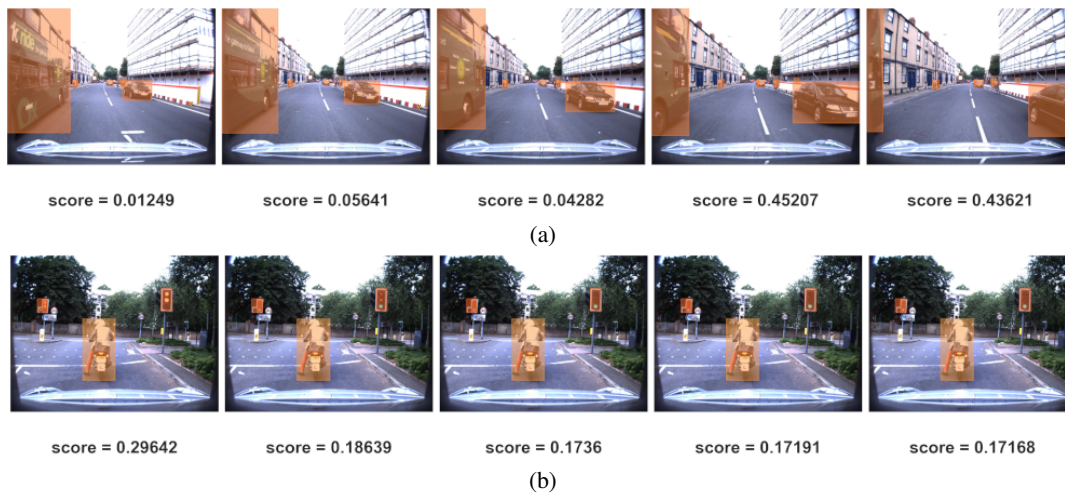 ride
score = 0.01249
score = 0.05641
score = 0.04282
score = 0.45207
score = 0.43621
(a)
score = 0.29642
score = 0.18639
score = 0.1736
score = 0.17191
score = 0.17168
(b)